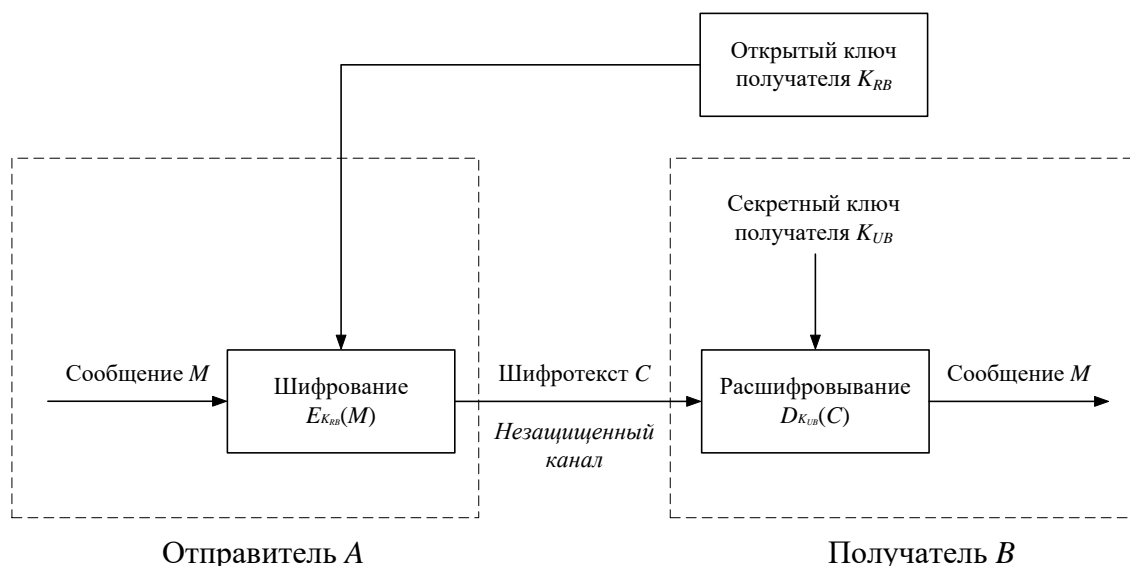 Открытый ключ
получателя K_RB
Секретный ключ
получателя K_UB
Сообщение M
Шифрование
E_K_RB(M)
Шифротекст C
Незащищенный
канал
Расшифровывание
D_K_UB(C)
Сообщение M
Отправитель A
Получатель B